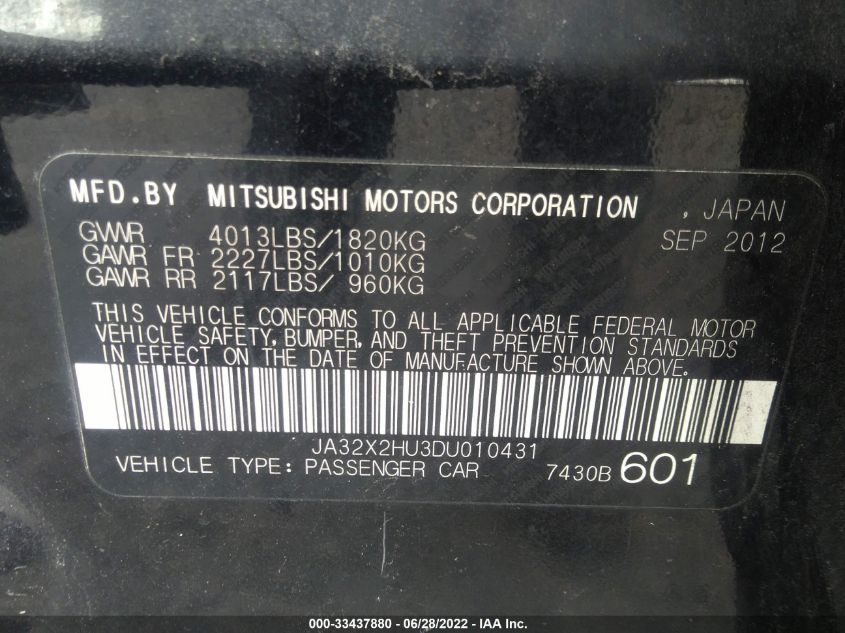 MFD.BY MITSUBISHI MOTORS CORPORATION , JAPAN
GVWR 4013LBS/1820KG SEP 2012
GAWR FR 2227LBS/1010KG
GAWR RR 2117LBS/ 960KG
THIS VEHICLE CONFORMS TO ALL APPLICABLE FEDERAL MOTOR
VEHICLE SAFETY, BUMPER, AND THEFT PREVENTION STANDARDS
IN EFFECT ON THE DATE OF MANUFACTURE SHOWN ABOVE.
JA32X2HU3DU010431
VEHICLE TYPE: PASSENGER CAR 7430B 601
000-33437880 - 06/28/2022 - IAA Inc.